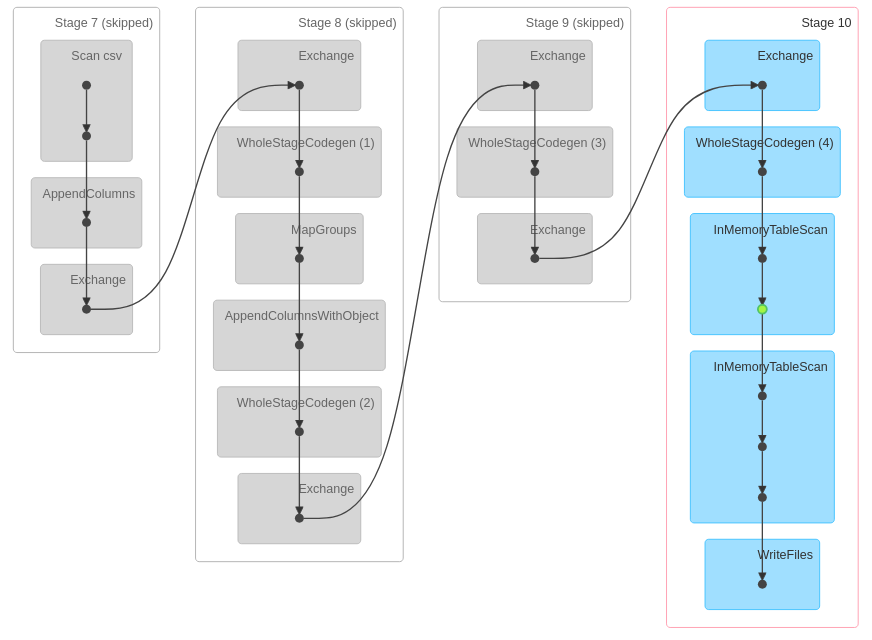 Stage 7 (skipped)
Scan csv
AppendColumns
Exchange
Stage 8 (skipped)
Exchange
WholeStageCodegen (1)
MapGroups
AppendColumnsWithObject
WholeStageCodegen (2)
Exchange
Stage 9 (skipped)
Exchange
WholeStageCodegen (3)
Exchange
Stage 10
Exchange
WholeStageCodegen (4)
InMemoryTableScan
InMemoryTableScan
WriteFiles